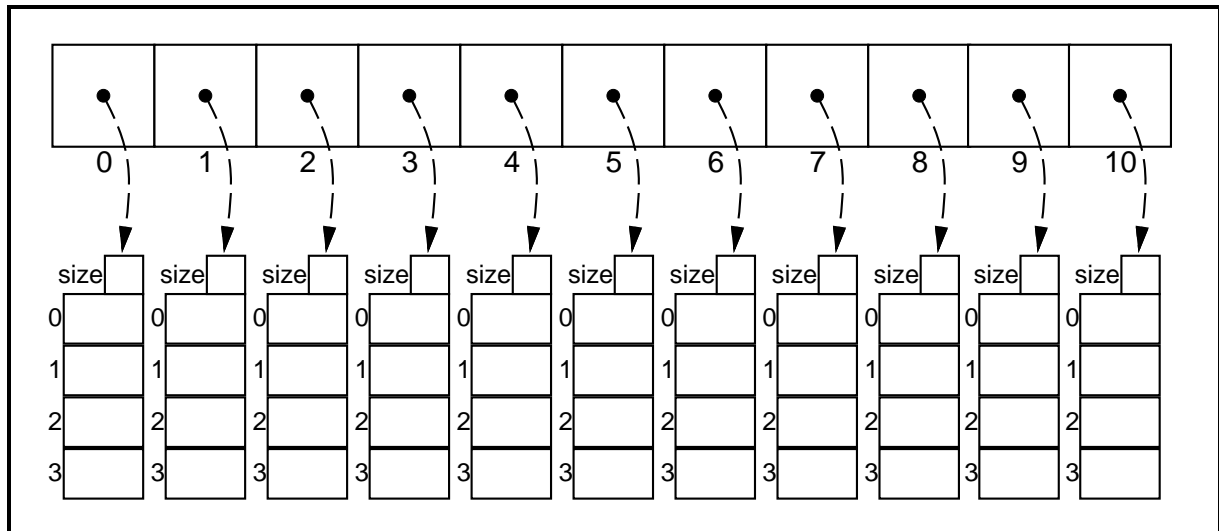 0 1 2 3 4 5 6 7 8 9 10
size size size size size size size size size size size
0 0 0 0 0 0 0 0 0 0 0
1 1 1 1 1 1 1 1 1 1 1
2 2 2 2 2 2 2 2 2 2 2
3 3 3 3 3 3 3 3 3 3 3